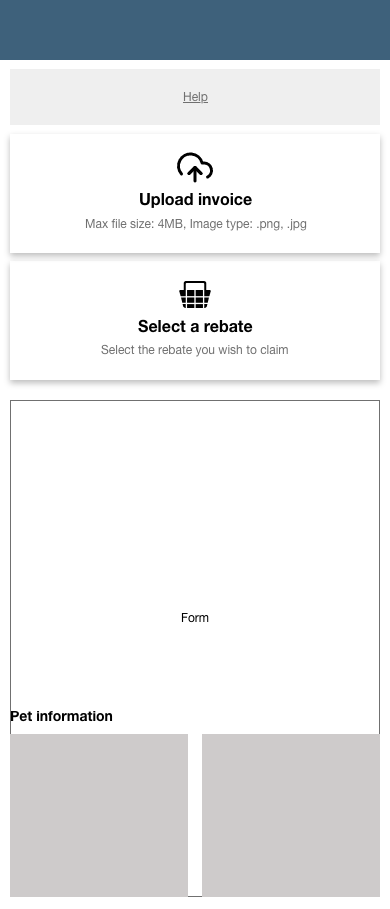 Help
Upload invoice
Max file size: 4MB, Image type: .png, .jpg
Select a rebate
Select the rebate you wish to claim
Form
Pet information